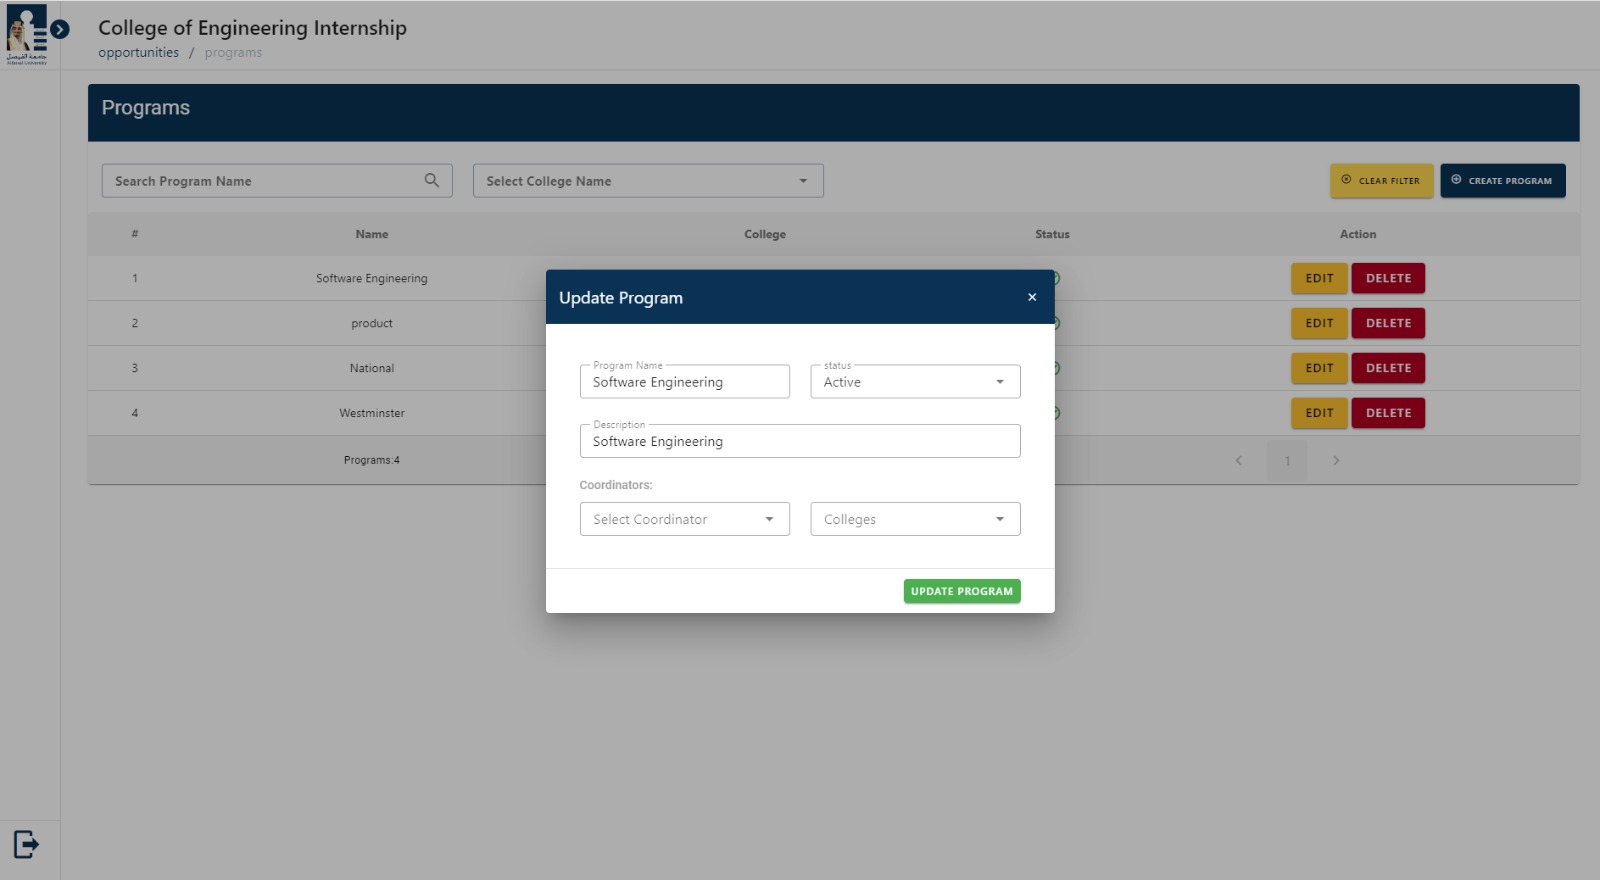 College of Engineering Internship
opportunities / programs
جامعة الفيصل
Alfaisal University
Programs
Search Program Name
Select College Name
CLEAR FILTER
CREATE PROGRAM
# Name College Status Action
1 Software Engineering EDIT DELETE
2 product EDIT DELETE
3 National EDIT DELETE
4 Westminster EDIT DELETE
Programs:4
1
Update Program
Program Name
Software Engineering
status
Active
Description
Software Engineering
Coordinators:
Select Coordinator
Colleges
UPDATE PROGRAM